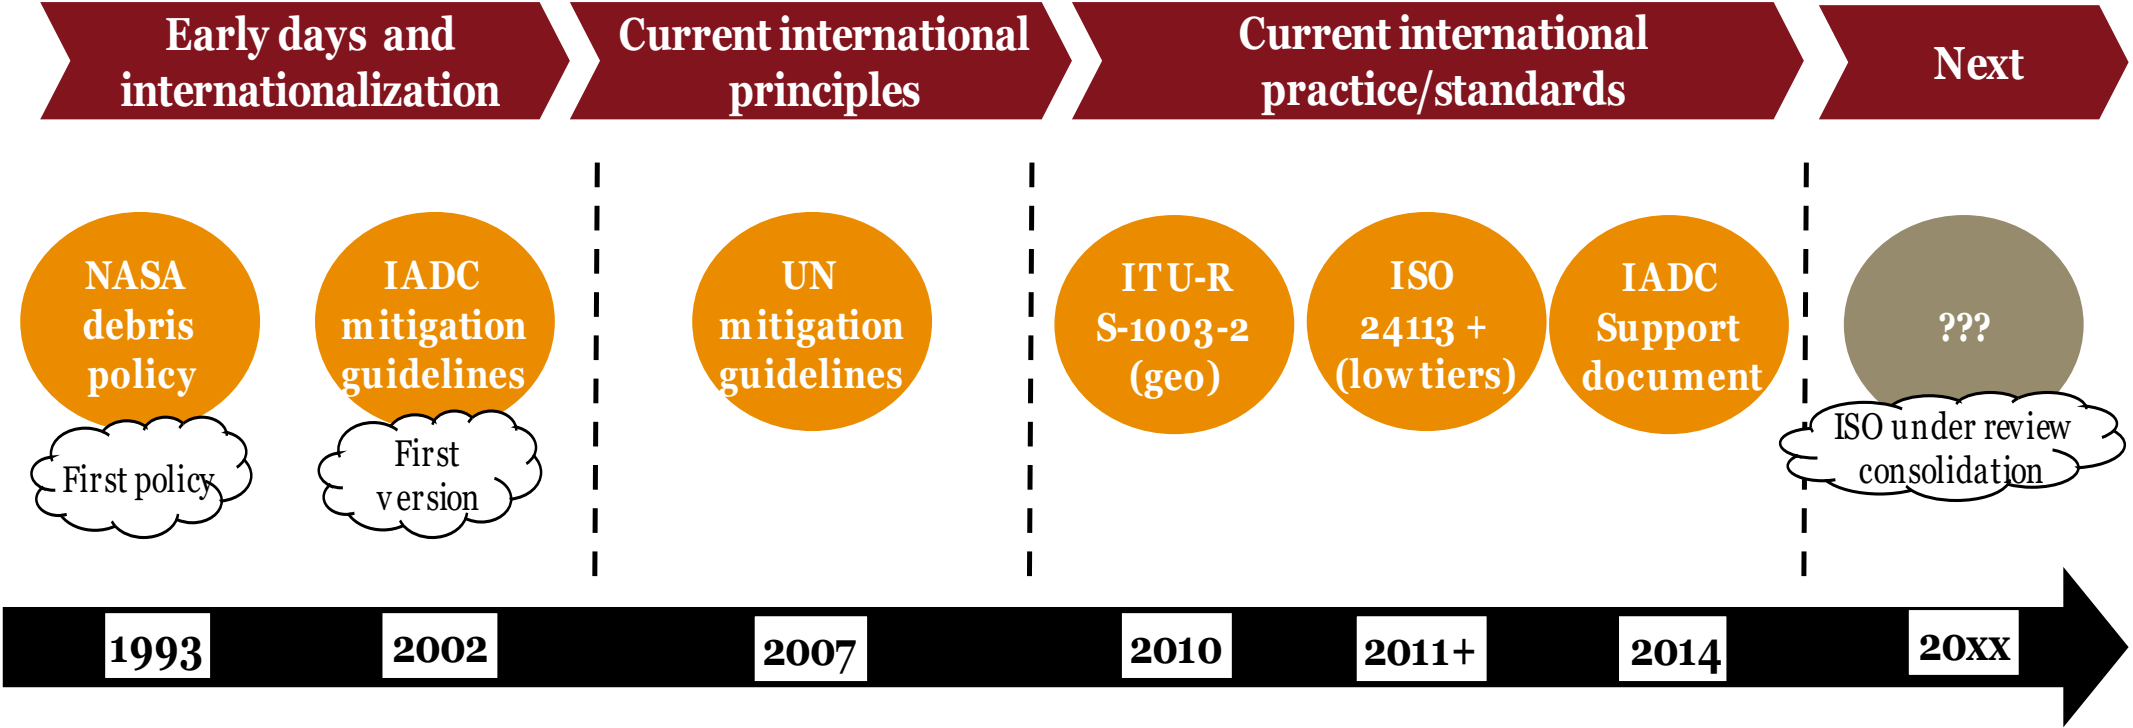 Early days and
internationalization
Current international
principles
Current international
practice/standards
Next
NASA
debris
policy
First policy
IADC
mitigation
guidelines
First
version
UN
mitigation
guidelines
ITU-R
S-1003-2
(geo)
ISO
24113 +
(low tiers)
IADC
Support
document
???
ISO under review
consolidation
1993
2002
2007
2010
2011+
2014
20xx